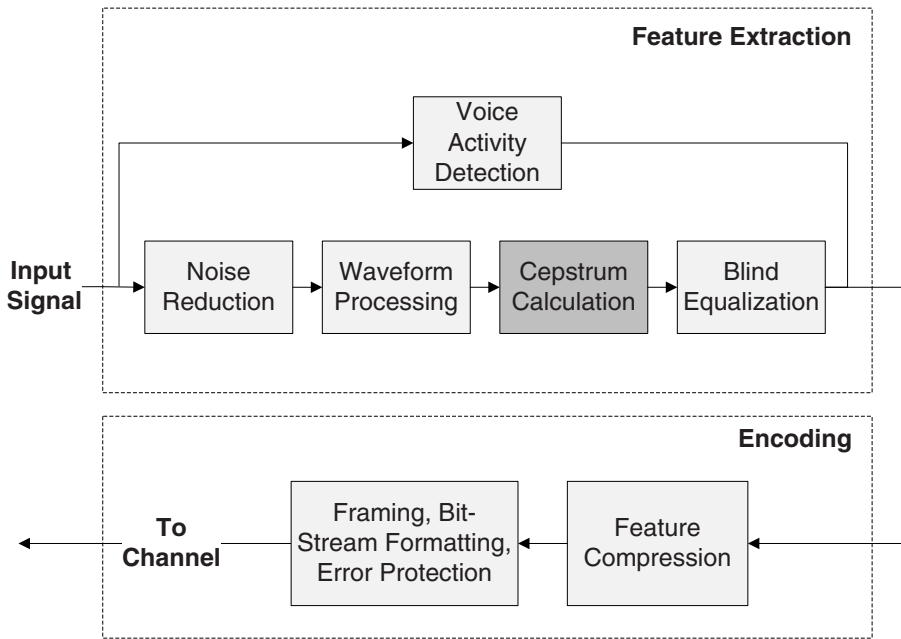 Feature Extraction
Voice
Activity
Detection
Input
Signal
Noise
Reduction
Waveform
Processing
Cepstrum
Calculation
Blind
Equalization
Encoding
To
Channel
Framing, Bit-
Stream Formatting,
Error Protection
Feature
Compression